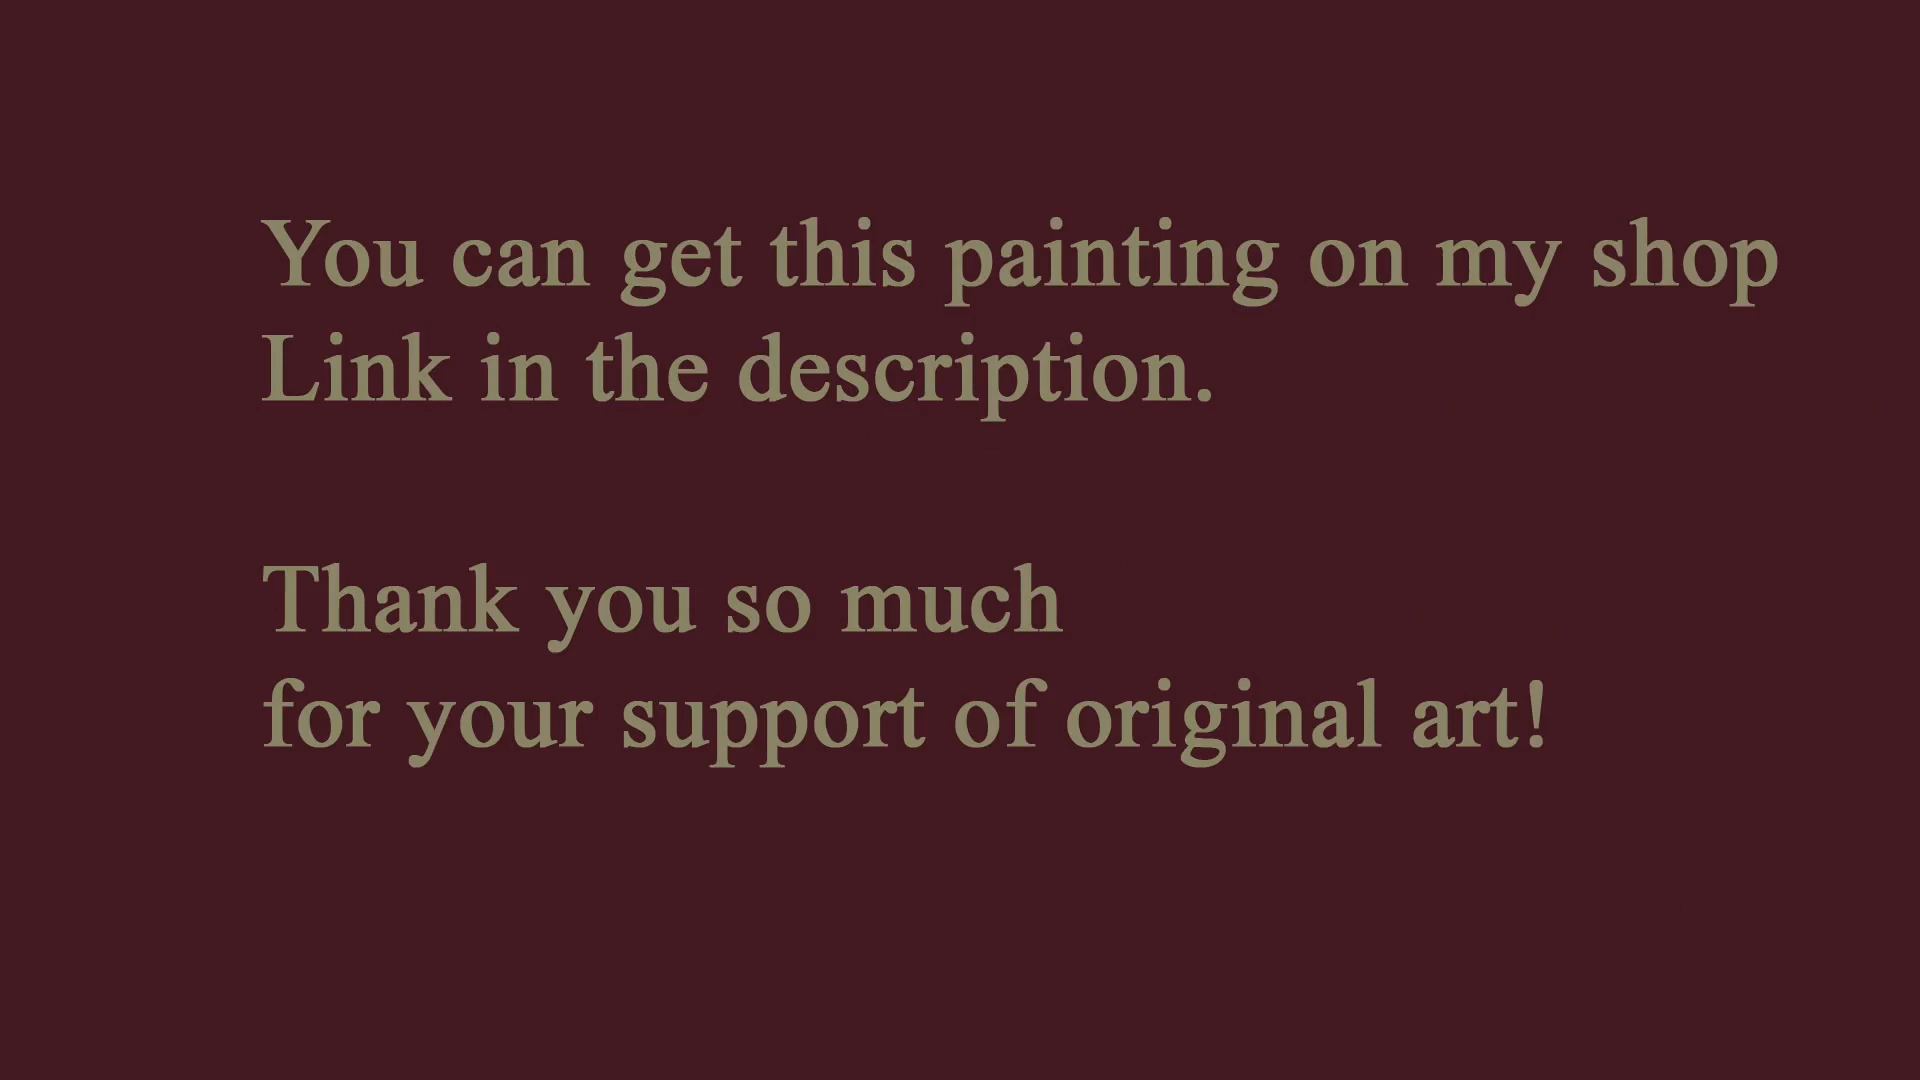 You can get this painting on my shop
Link in the description.
Thank you so much
for your support of original art!